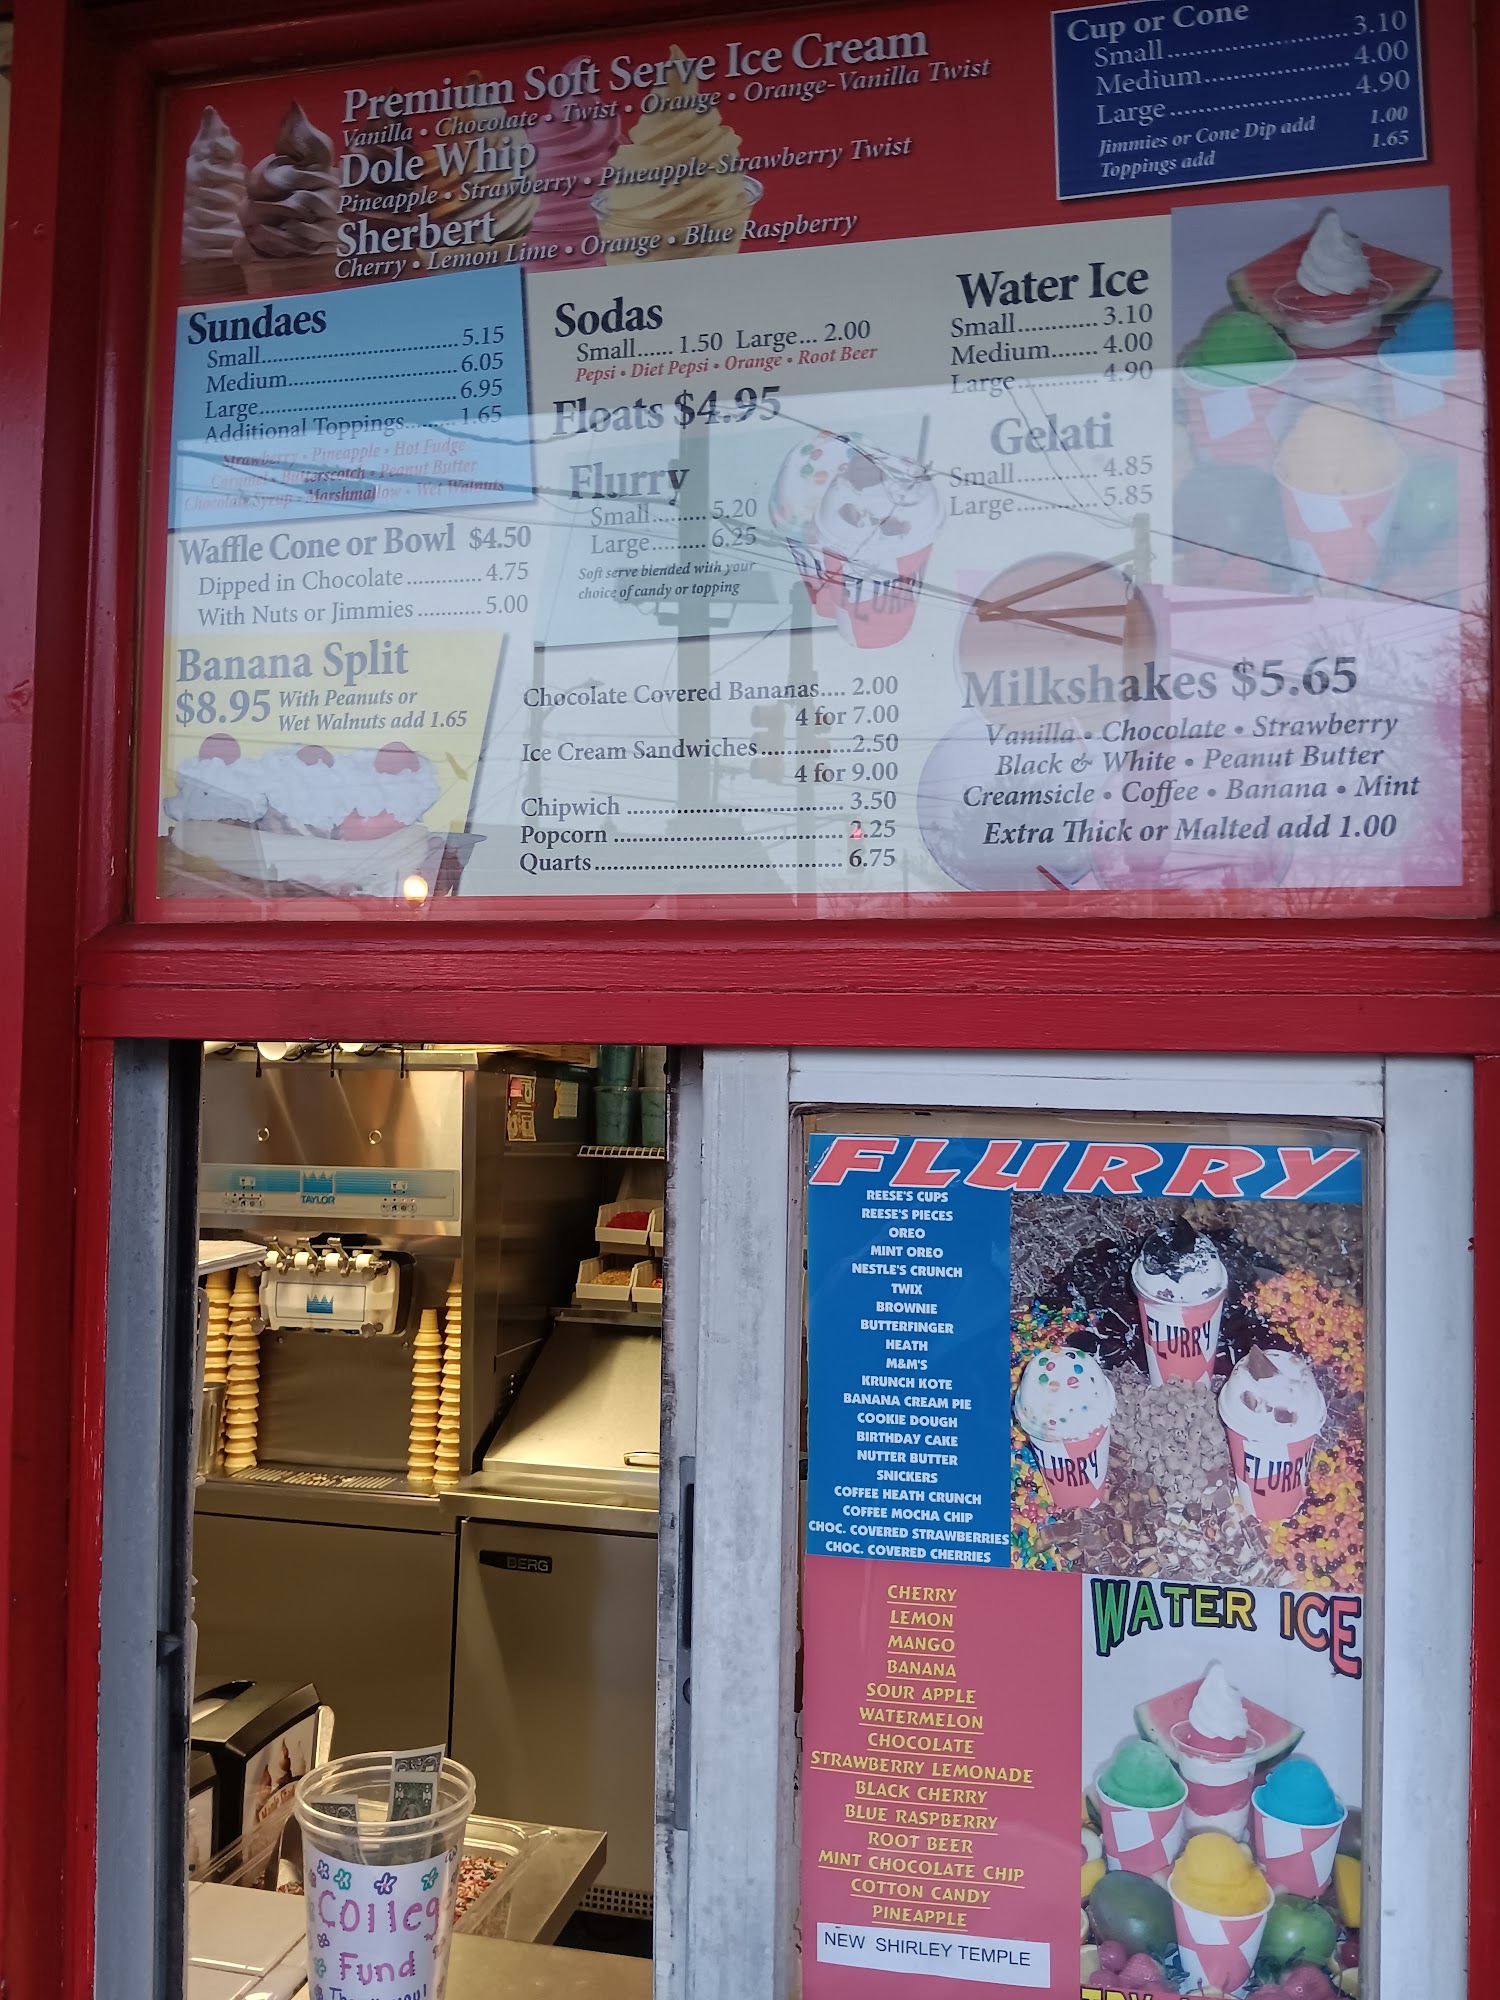 Premium Soft Serve Ice Cream
Vanilla • Chocolate • Twist • Orange • Orange-Vanilla Twist
Dole Whip
Pineapple • Strawberry • Pineapple-Strawberry Twist
Sherbert
Cherry • Lemon Lime • Orange • Blue Raspberry
Cup or Cone
Small 3.10
Medium 4.00
Large 4.90
Jimmies or Cone Dip add 1.00
Toppings add 1.65
Sundaes
Small 5.15
Medium 6.05
Large 6.95
Additional Toppings 1.65
Strawberry • Pineapple • Hot Fudge
Caramel • Butterscotch • Peanut Butter
Chocolate Syrup • Marshmallow • Wet Walnuts
Waffle Cone or Bowl $4.50
Dipped in Chocolate 4.75
With Nuts or Jimmies 5.00
Banana Split
$8.95 With Peanuts or
Wet Walnuts add 1.65
Sodas
Small...... 1.50 Large... 2.00
Pepsi • Diet Pepsi • Orange • Root Beer
Floats $4.95
Flurry
Small 5.20
Large 6.25
Soft serve blended with your
choice of candy or topping
FLURRY
Chocolate Covered Bananas.... 2.00
4 for 7.00
Ice Cream Sandwiches 2.50
4 for 9.00
Chipwich 3.50
Popcorn 2.25
Quarts 6.75
Water Ice
Small 3.10
Medium 4.00
Large 4.90
Gelati
Small 4.85
Large 5.85
Milkshakes $5.65
Vanilla • Chocolate • Strawberry
Black & White • Peanut Butter
Creamsicle • Coffee • Banana • Mint
Extra Thick or Malted add 1.00
TAYLOR
BERG
College
Fund
Thank you!
FLURRY
REESE'S CUPS
REESE'S PIECES
OREO
MINT OREO
NESTLE'S CRUNCH
TWIX
BROWNIE
BUTTERFINGER
HEATH
M&M'S
KRUNCH KOTE
BANANA CREAM PIE
COOKIE DOUGH
BIRTHDAY CAKE
NUTTER BUTTER
SNICKERS
COFFEE HEATH CRUNCH
COFFEE MOCHA CHIP
CHOC. COVERED STRAWBERRIES
CHOC. COVERED CHERRIES
FLURRY
FLURRY
FLURRY
WATER ICE
CHERRY
LEMON
MANGO
BANANA
SOUR APPLE
WATERMELON
CHOCOLATE
STRAWBERRY LEMONADE
BLACK CHERRY
BLUE RASPBERRY
ROOT BEER
MINT CHOCOLATE CHIP
COTTON CANDY
PINEAPPLE
NEW SHIRLEY TEMPLE